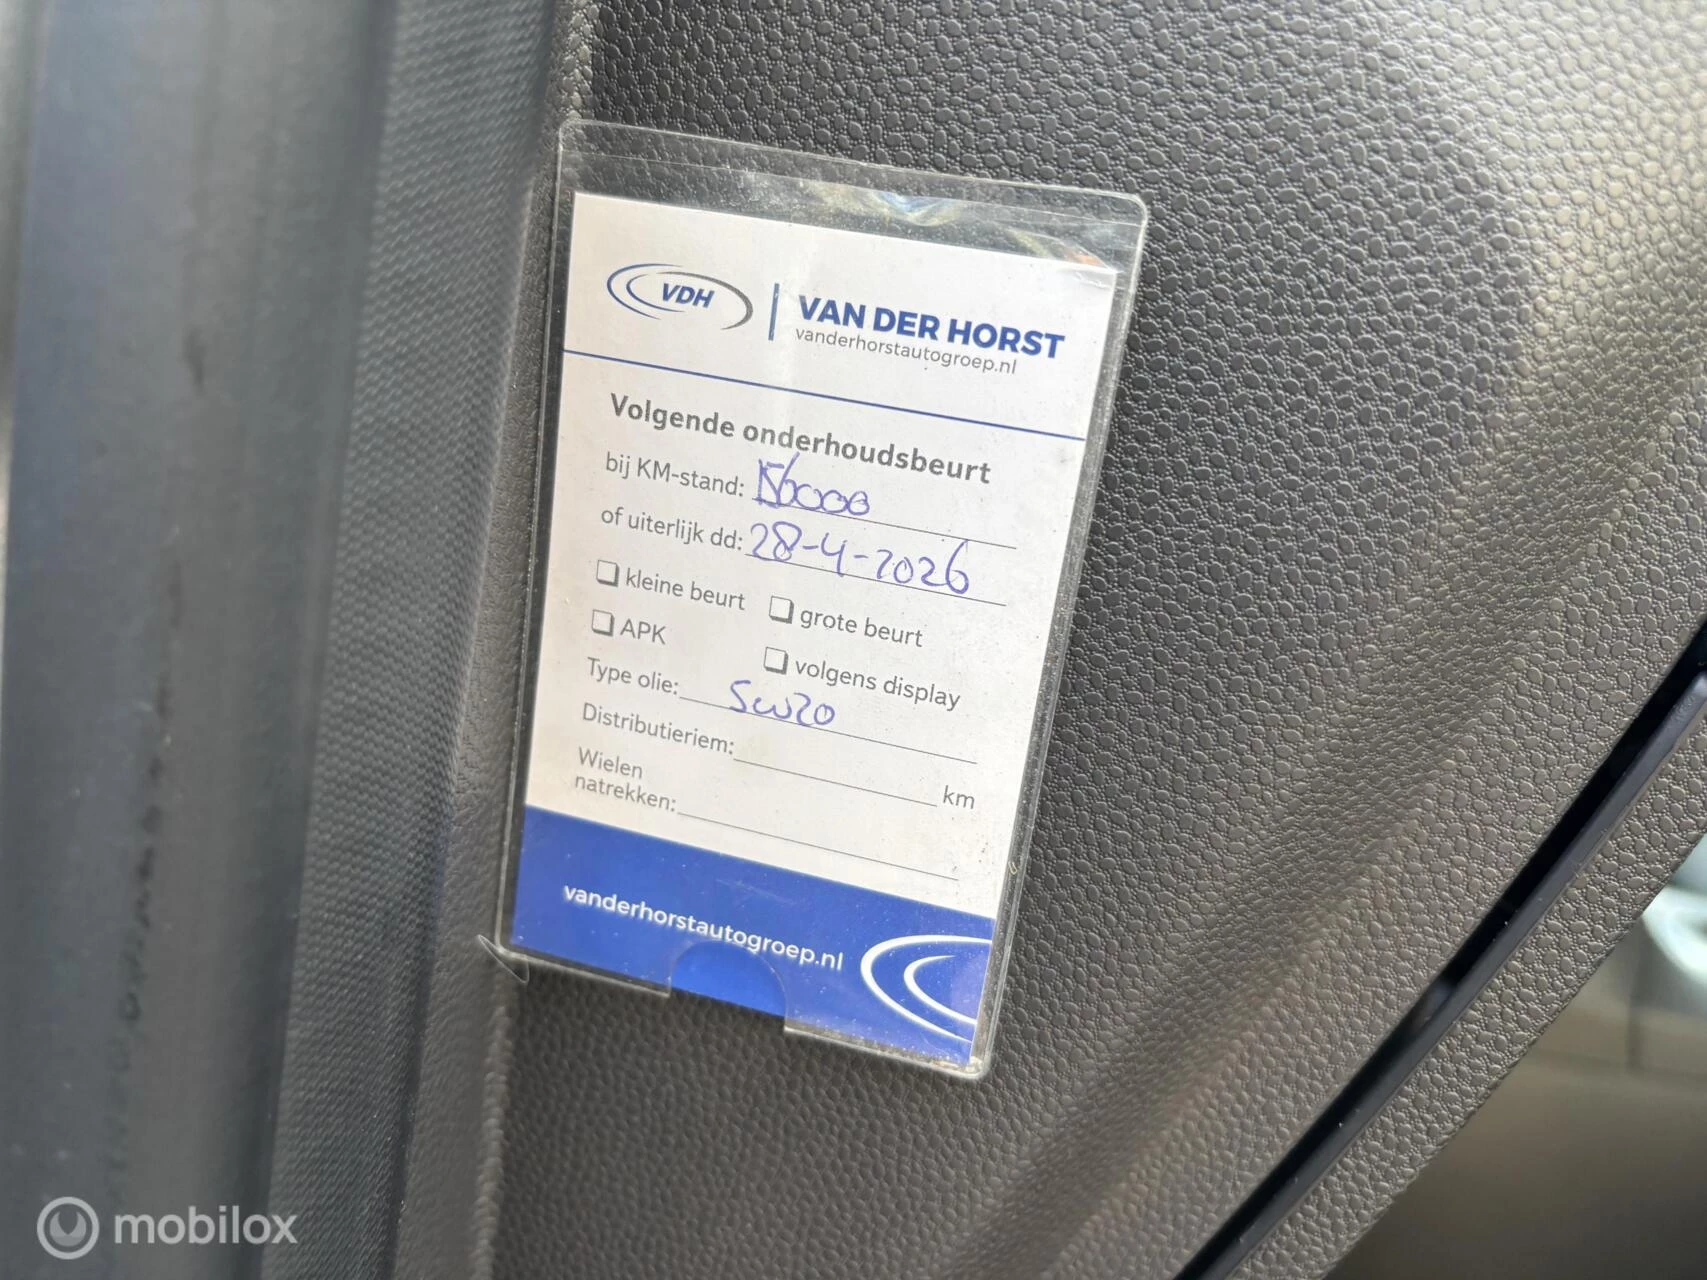 VDH
VAN DER HORST
vanderhorstautogroep.nl
Volgende onderhoudsbeurt
bij KM-stand: 156000
of uiterlijk dd: 28-4-2026
kleine beurt grote beurt
APK volgens display
Type olie: 5w20
Distributieriem: km
Wielen
natrekken:
vanderhorstautogroep.nl
mobilox